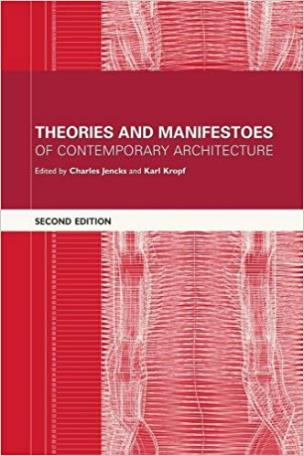 THEORIES AND MANIFESTOES
OF CONTEMPORARY ARCHITECTURE
Edited by Charles Jencks and Karl Kropf
SECOND EDITION